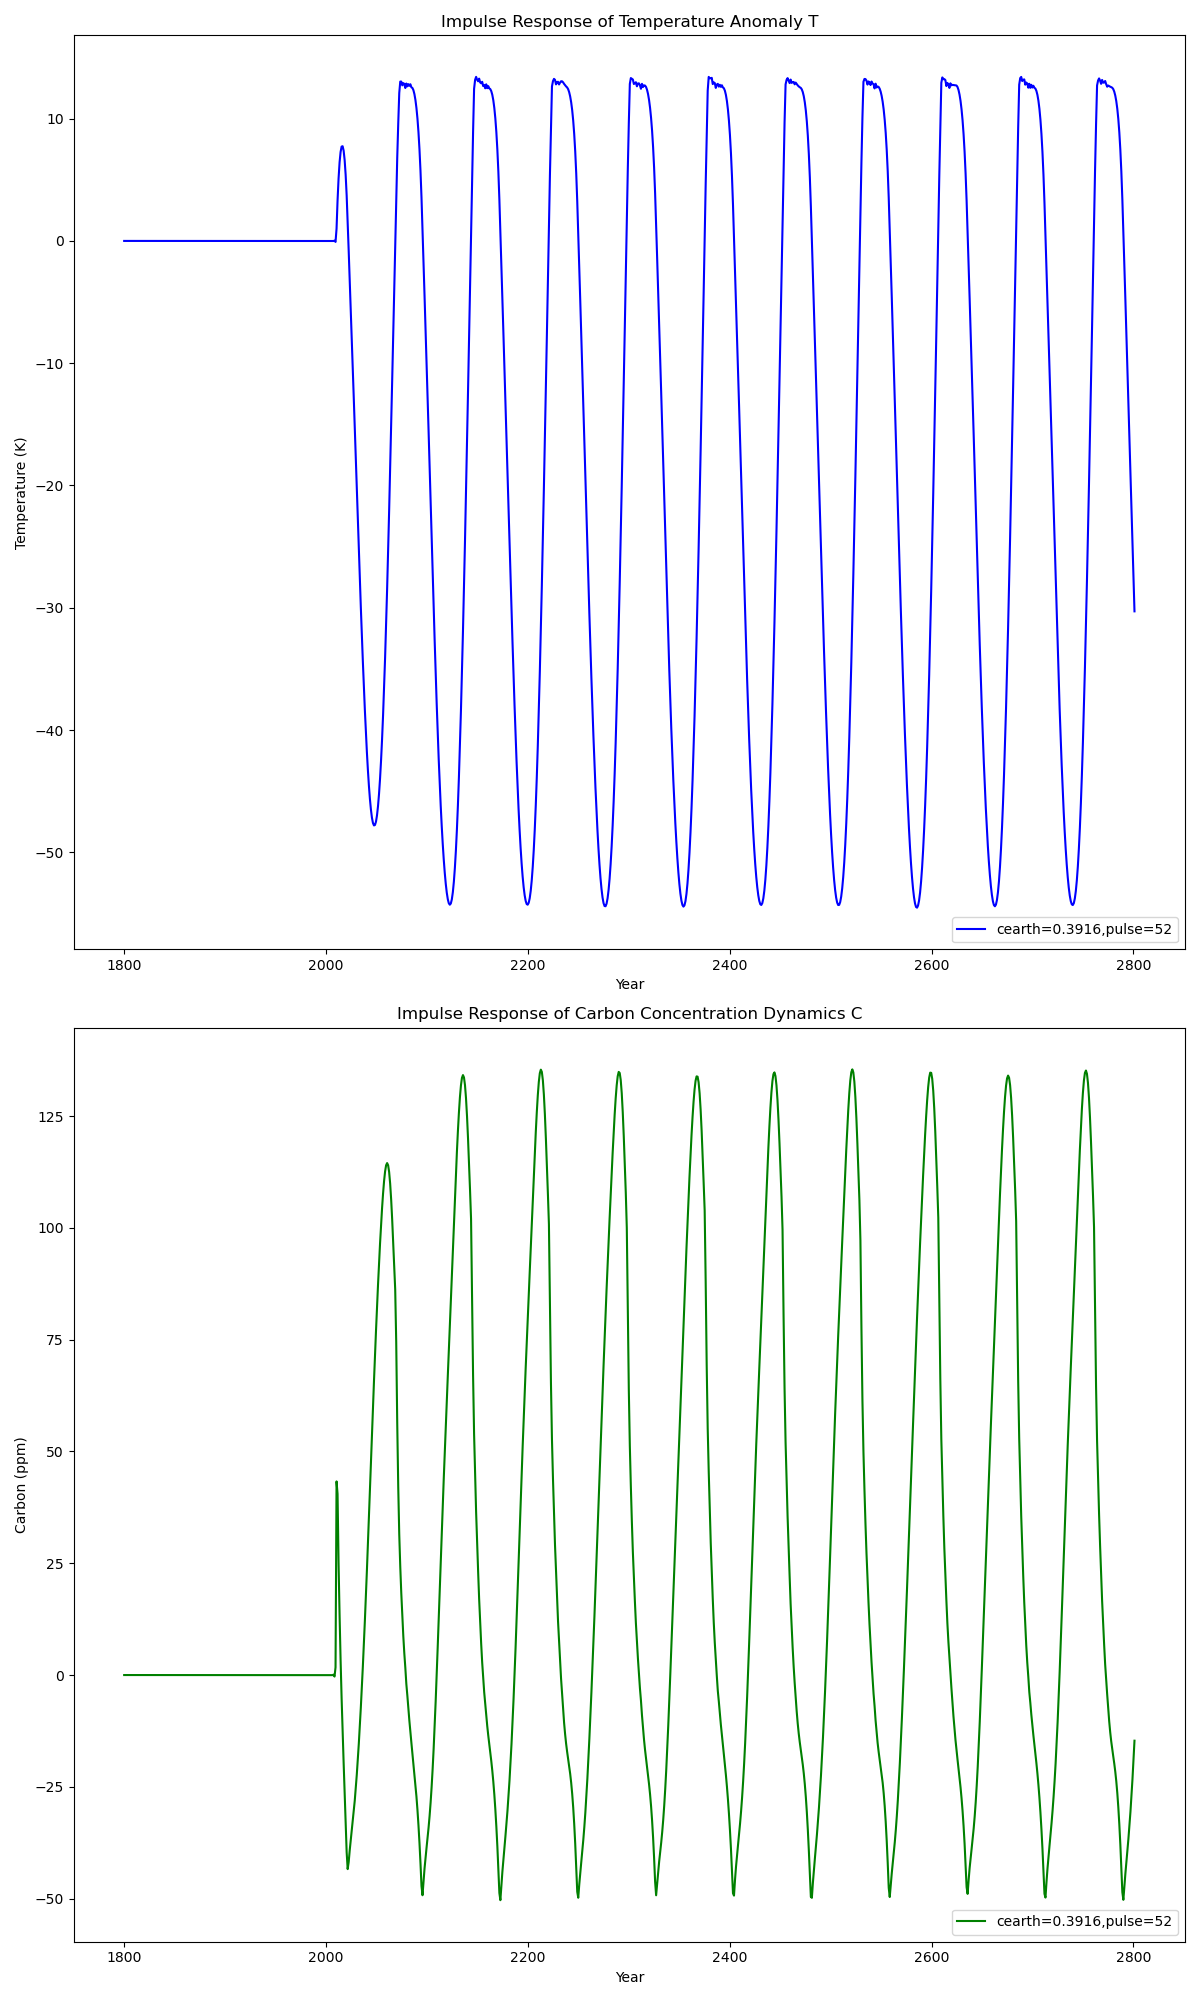 Impulse Response of Temperature Anomaly T
10
0
−10
−20
−30
−40
−50
Temperature (K)
1800 2000 2200 2400 2600 2800
Year
cearth=0.3916,pulse=52
Impulse Response of Carbon Concentration Dynamics C
125
100
75
50
25
0
−25
−50
Carbon (ppm)
1800 2000 2200 2400 2600 2800
Year
cearth=0.3916,pulse=52